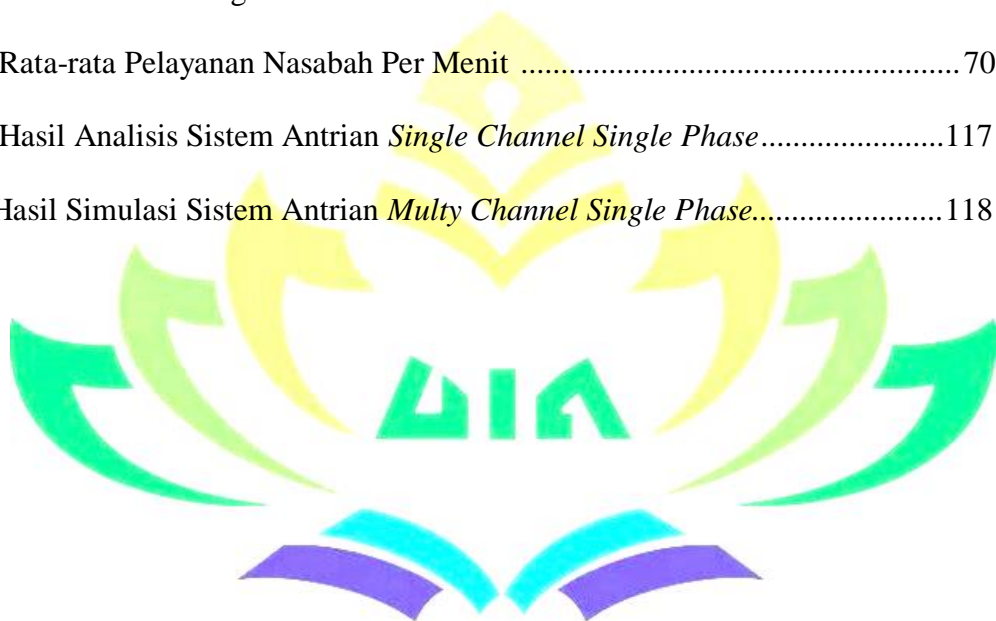 Rata-rata Pelayanan Nasabah Per Menit ...................................................... 70
Hasil Analisis Sistem Antrian Single Channel Single Phase.......................117
Hasil Simulasi Sistem Antrian Multy Channel Single Phase........................118
UIN